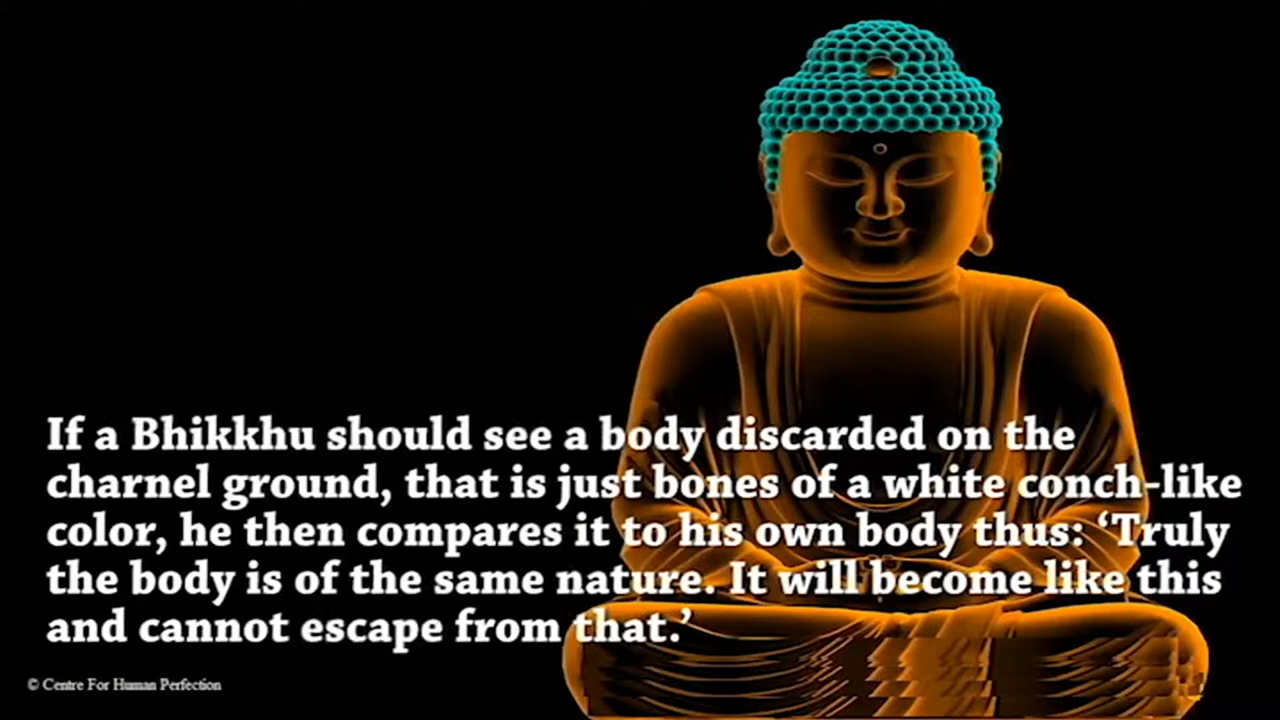 If a Bhikkhu should see a body discarded on the
charnel ground, that is just bones of a white conch-like
color, he then compares it to his own body thus: ‘Truly
the body is of the same nature. It will become like this
and cannot escape from that.’
© Centre For Human Perfection